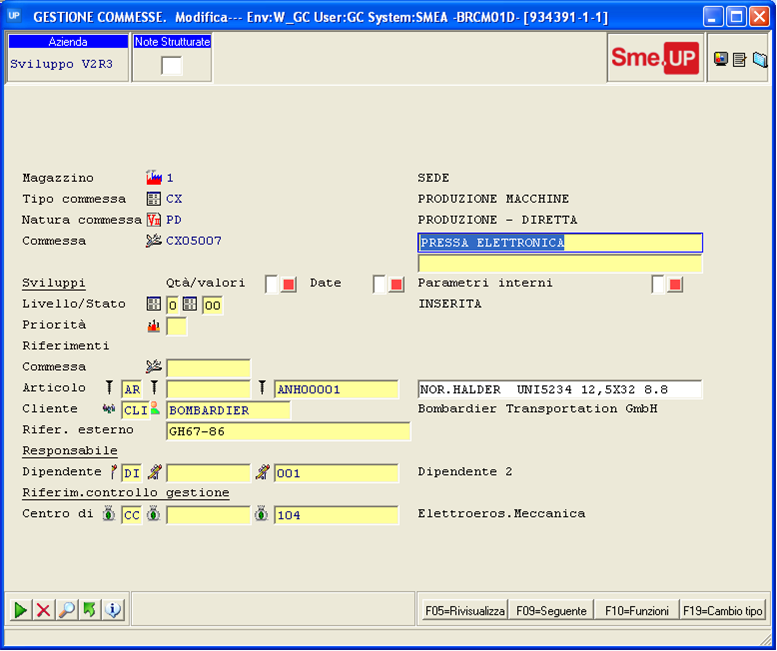 UP GESTIONE COMMESSE. Modifica--- Env:W_GC User:GC System:SMEA -BRCM01D- [934391-1-1]
Azienda Note Strutturate
Sviluppo V2R3
Sme.UP
Magazzino 1 SEDE
Tipo commessa CX PRODUZIONE MACCHINE
Natura commessa PD PRODUZIONE - DIRETTA
Commessa CX05007 PRESSA ELETTRONICA
Sviluppi Qtà/valori Date Parametri interni
Livello/Stato 0 00 INSERITA
Priorità
Riferimenti
Commessa
Articolo AR ANH00001 NOR.HALDER UNI5234 12,5X32 8.8
Cliente CLI BOMBARDIER Bombardier Transportation GmbH
Rifer. esterno GH67-86
Responsabile
Dipendente DI 001 Dipendente 2
Riferim.controllo gestione
Centro di CC 104 Elettroeros.Meccanica
F05=Rivisualizza F09=Seguente F10=Funzioni F19=Cambio tipo